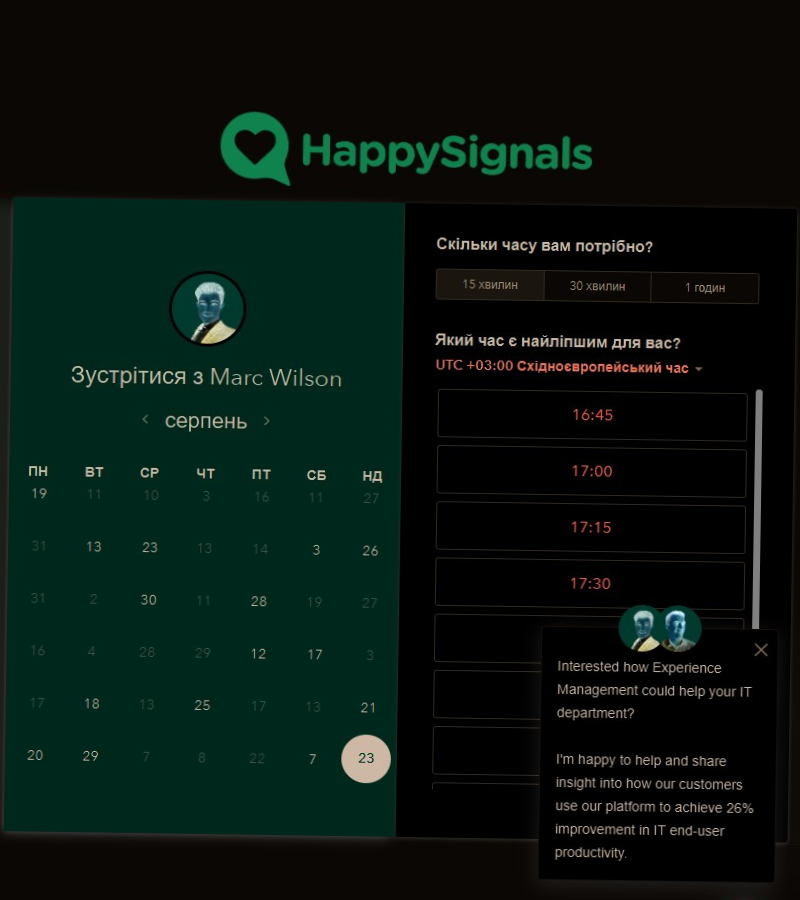 HappySignals
Зустрітися з Marc Wilson
серпень
ПН ВТ СР ЧТ ПТ СБ НД
19 11 10 3 16 11 27
31 13 23 13 14 3 26
31 2 30 11 28 19 27
16 4 28 29 12 17 3
17 18 13 25 17 13 21
20 29 7 8 22 7 23
Скільки часу вам потрібно?
15 хвилин 30 хвилин 1 годин
Який час є найліпшим для вас?
UTC +03:00 Східноєвропейський час
16:45
17:00
17:15
17:30
Interested how Experience
Management could help your IT
department?
I'm happy to help and share
insight into how our customers
use our platform to achieve 26%
improvement in IT end-user
productivity.